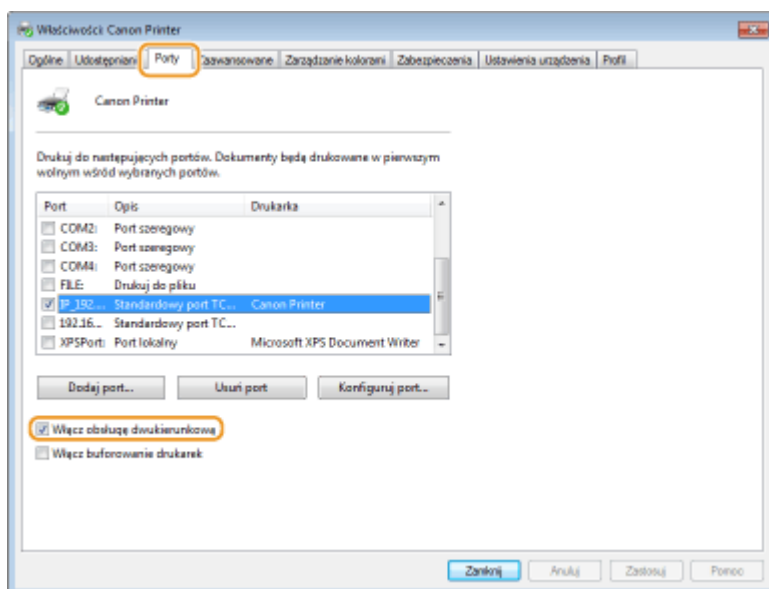 Właściwości: Canon Printer
Ogólne Udostępniani Porty Zaawansowane Zarządzanie kolorami Zabezpieczenia Ustawienia urządzenia Profil
Canon Printer
Drukuj do następujących portów. Dokumenty będą drukowane w pierwszym
wolnym wśród wybranych portów.
Port Opis Drukarka
COM2: Port szeregowy
COM3: Port szeregowy
COM4: Port szeregowy
FILE: Drukuj do pliku
IP_192.... Standardowy port TC... Canon Printer
192.16... Standardowy port TC...
XPSPort: Port lokalny Microsoft XPS Document Writer
Dodaj port... Usuń port Konfiguruj port...
Włącz obsługę dwukierunkową
Włącz buforowanie drukarek
Zamknij Anuluj Zastosuj Pomoc